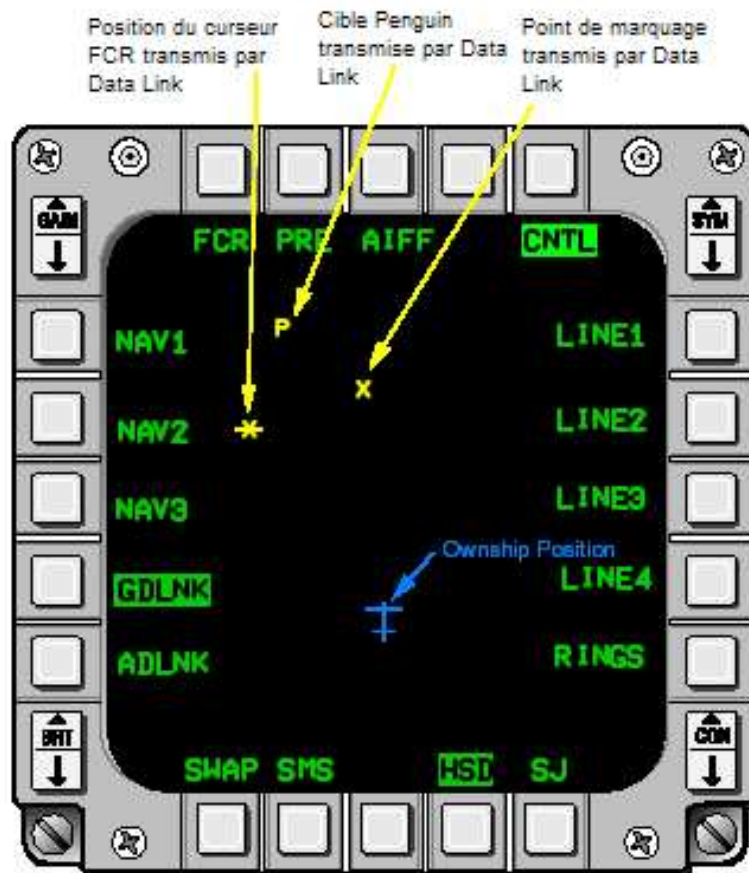 Position du curseur
FCR transmis par
Data Link
Cible Penguin
transmise par Data
Link
Point de marquage
transmis par Data
Link
GAIN
SYM
FCR PRE AIFF CNTL
NAV1
LINE1
P
X
NAV2
LINE2
NAV3
LINE3
Ownship Position
GDLNK
LINE4
ADLNK
RINGS
BRT
CON
SWAP SMS HSD SJ